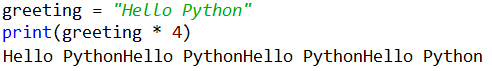 greeting = "Hello Python"
print(greeting * 4)
Hello PythonHello PythonHello PythonHello Python